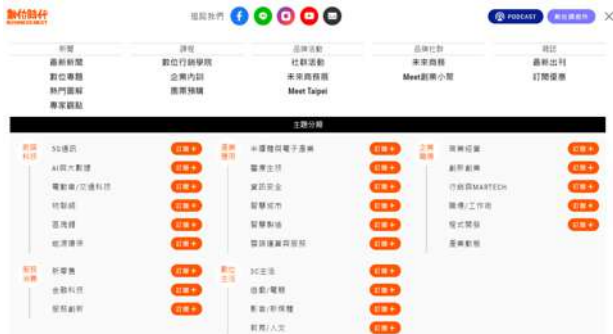 數位時代
BUSINESS NEXT
追蹤我們
PODCAST
數位課創作
新聞
最新新聞
數位專題
熱門圖解
專家觀點
課程
數位行銷學院
企業內訓
團票預購
品牌活動
社群活動
未來商務展
Meet Taipei
品牌社群
未來商務
Meet創業小聚
雜誌
最新出刊
訂閱優惠
主題分類
前瞻科技
5G通訊 訂閱+
AI與大數據 訂閱+
電動車/交通科技 訂閱+
物聯網 訂閱+
區塊鏈 訂閱+
能源環保 訂閱+
產業應用
半導體與電子產業 訂閱+
醫療生技 訂閱+
資訊安全 訂閱+
智慧城市 訂閱+
智慧製造 訂閱+
雲端運算與服務 訂閱+
企業職場
商業經營 訂閱+
創新創業 訂閱+
行銷與MARTECH 訂閱+
職場/工作術 訂閱+
程式開發 訂閱+
產業動態
服務消費
新零售 訂閱+
金融科技 訂閱+
服務創新 訂閱+
數位生活
3C生活 訂閱+
遊戲/電競 訂閱+
影音/新媒體 訂閱+
教育/人文 訂閱+